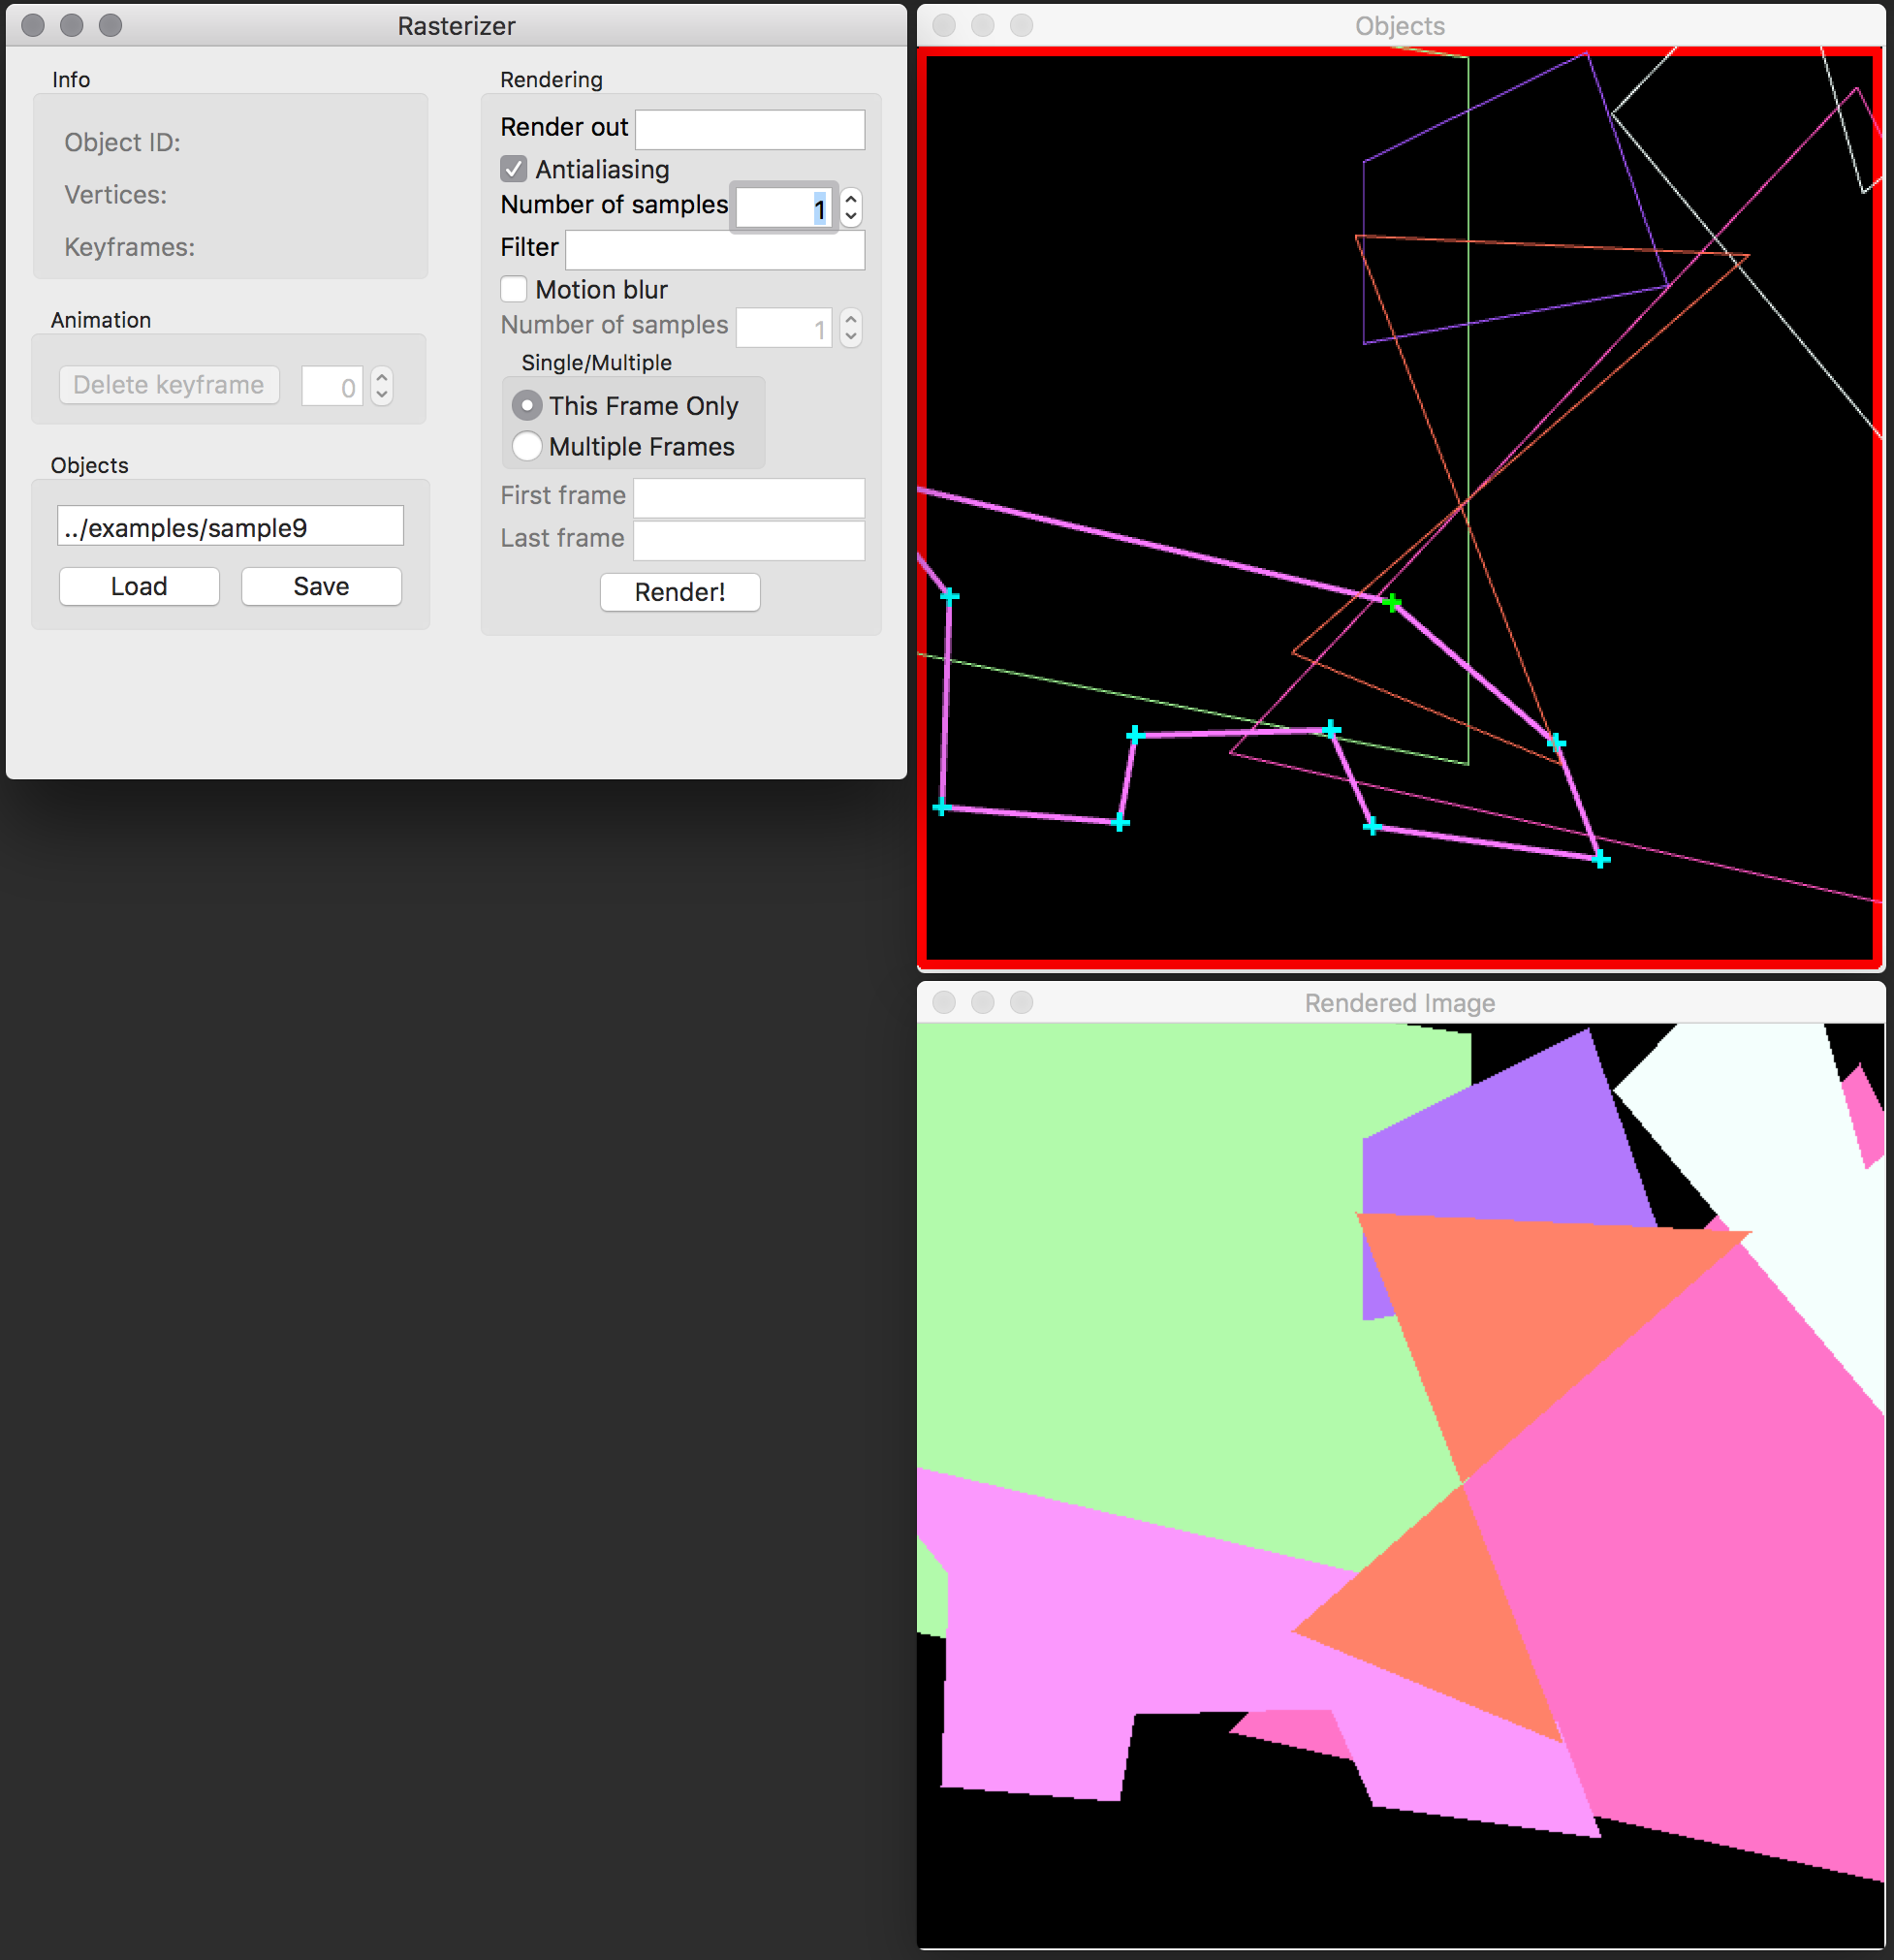 Rasterizer
Info
Object ID:
Vertices:
Keyframes:
Animation
Delete keyframe 0
Objects
../examples/sample9
Load Save
Rendering
Render out
Antialiasing
Number of samples 1
Filter
Motion blur
Number of samples 1
Single/Multiple
This Frame Only
Multiple Frames
First frame
Last frame
Render!
Objects
Rendered Image